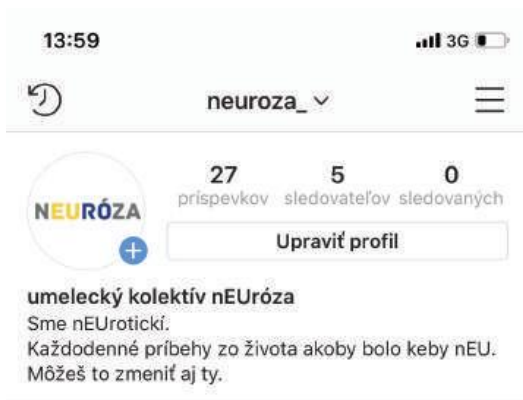 13:59 3G
neuroza_
27 5 0
príspevkov sledovateľov sledovaných
NEURÓZA
Upraviť profil
umelecký kolektív nEUróza
Sme nEUrotickí.
Každodenné príbehy zo života akoby bolo keby nEU.
Môžeš to zmeniť aj ty.